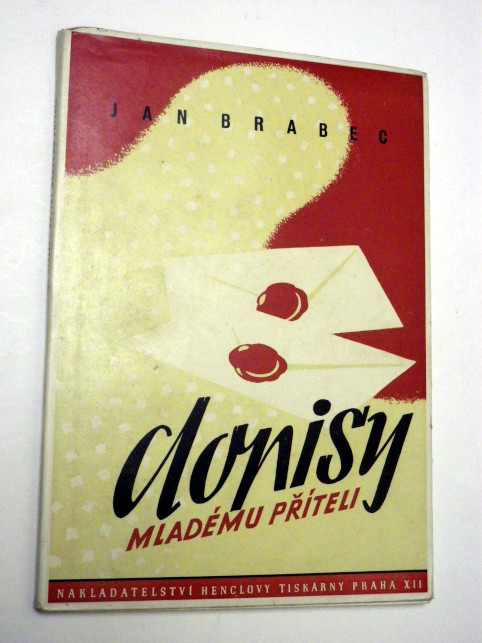 JAN BRABEC
dopisy
MLADÉMU PŘÍTELI
NAKLADATELSTVÍ HENCLOVY TISKÁRNY PRAHA XII